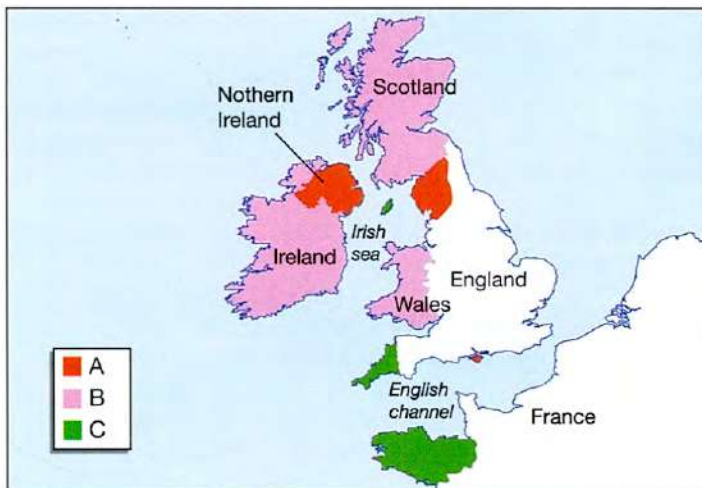 Scotland
Nothern
Ireland
Irish
sea
Ireland
England
Wales
A
B
C
English
channel
France